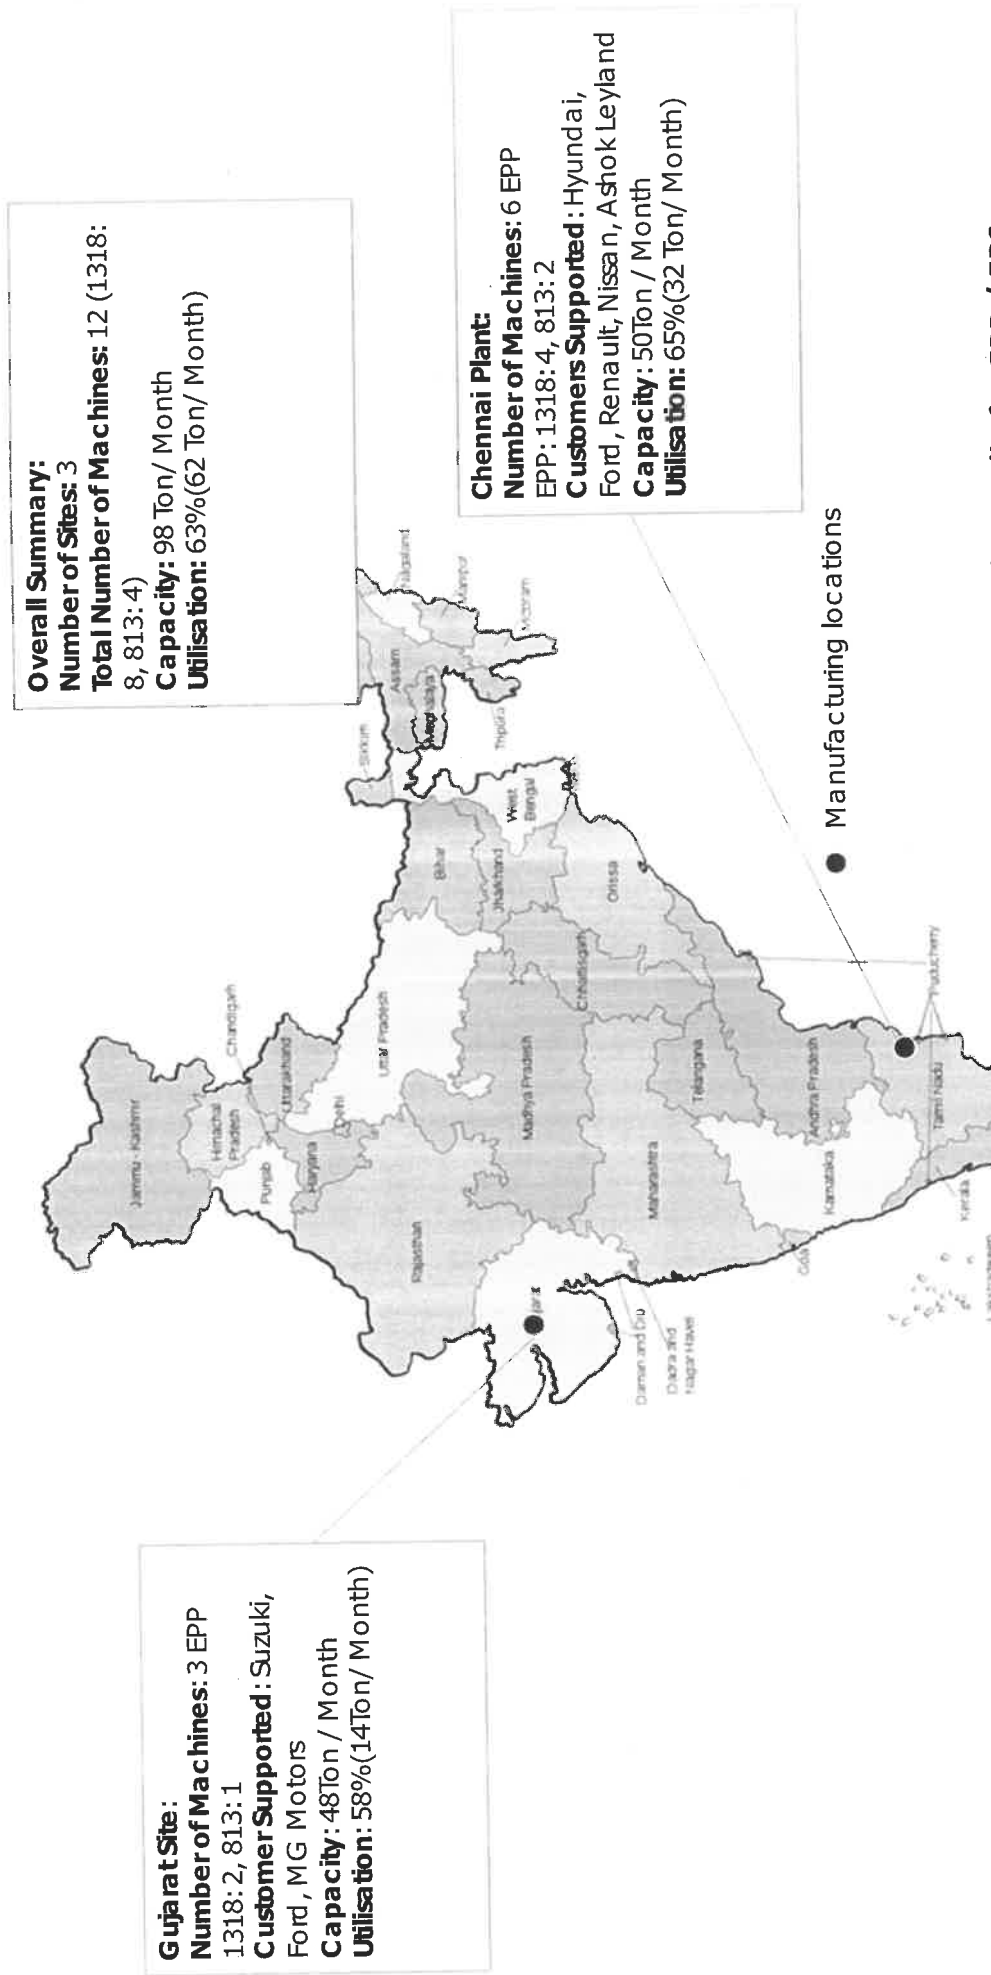 Overall Summary:
Number of Sites: 3
Total Number of Machines: 12 (1318:
8, 813: 4)
Capacity: 98 Ton/ Month
Utilisation: 63%(62 Ton/ Month)
Gujarat Site:
Number of Machines: 3 EPP
1318: 2, 813: 1
Customer Supported: Suzuki,
Ford, MG Motors
Capacity: 48Ton / Month
Utilisation: 58%(14Ton/ Month)
Chennai Plant:
Number of Machines: 6 EPP
EPP: 1318: 4, 813: 2
Customers Supported: Hyundai,
Ford, Renault, Nissan, Ashok Leyland
Capacity: 50Ton / Month
Utilisation: 65%(32 Ton/ Month)
Manufacturing locations
Jammu - Kashmir
Himachal
Pradesh
Punjab
Chandigarh
Uttarakhand
Haryana
Delhi
Rajasthan
Uttar Pradesh
Bihar
Sikkim
Assam
Nagaland
Manipur
Mizoram
Tripura
Meghalaya
West
Bengal
Jharkhand
Orissa
Chhattisgarh
Madhya Pradesh
Daman and Diu
Dadra and
Nagar Haveli
Maharashtra
Telangana
Andhra Pradesh
Karnataka
Goa
Kerala
Tamil Nadu
Puducherry